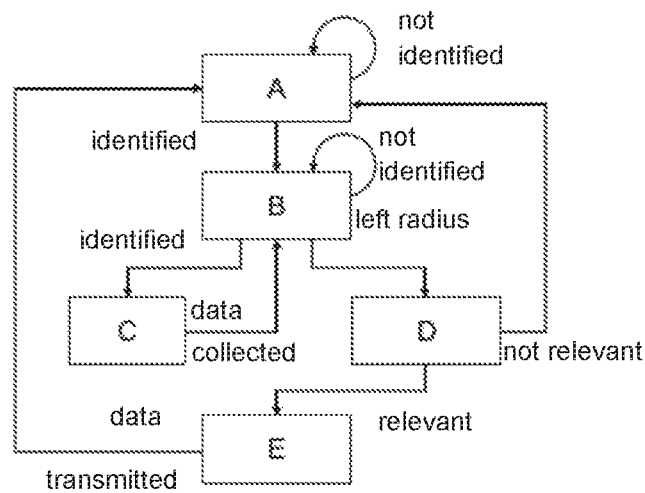 not
identified
A
identified
not
identified
B
left radius
identified
C
data
collected
D
not relevant
data
relevant
E
transmitted